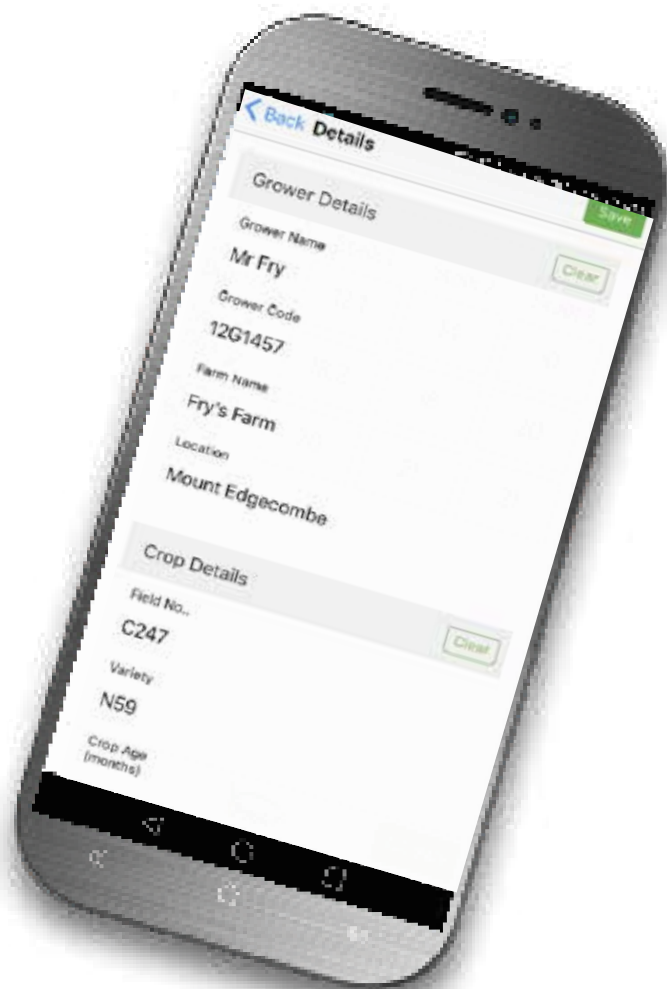 Back Details
Save
Grower Details
Clear
Grower Name
Mr Fry
Grower Code
12G1457
Farm Name
Fry's Farm
Location
Mount Edgecombe
Crop Details
Clear
Field No..
C247
Variety
N59
Crop Age
(months)